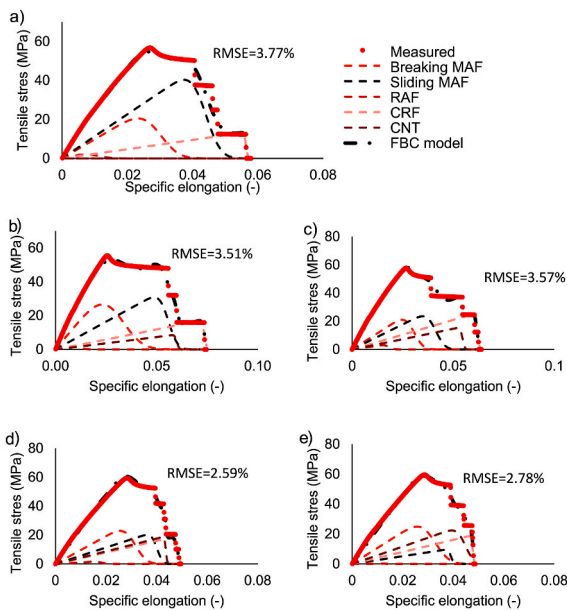 a)
Tensile stres (MPa)
60
40
20
0
0
0.02
0.04
0.06
0.08
Specific elongation (-)
RMSE=3.77%
Measured
Breaking MAF
Sliding MAF
RAF
CRF
CNT
FBC model
b)
Tensile stres (MPa)
60
40
20
0
0.00
0.05
0.10
Specific elongation (-)
RMSE=3.51%
c)
Tensile stres (MPa)
80
60
40
20
0
0
0.05
0.1
Specific elongation (-)
RMSE=3.57%
d)
Tensile stres (MPa)
80
60
40
20
0
0
0.02
0.04
0.06
0.08
Specific elongation (-)
RMSE=2.59%
e)
Tensile stres (MPa)
80
60
40
20
0
0
0.02
0.04
0.06
0.08
Specific elongation (-)
RMSE=2.78%